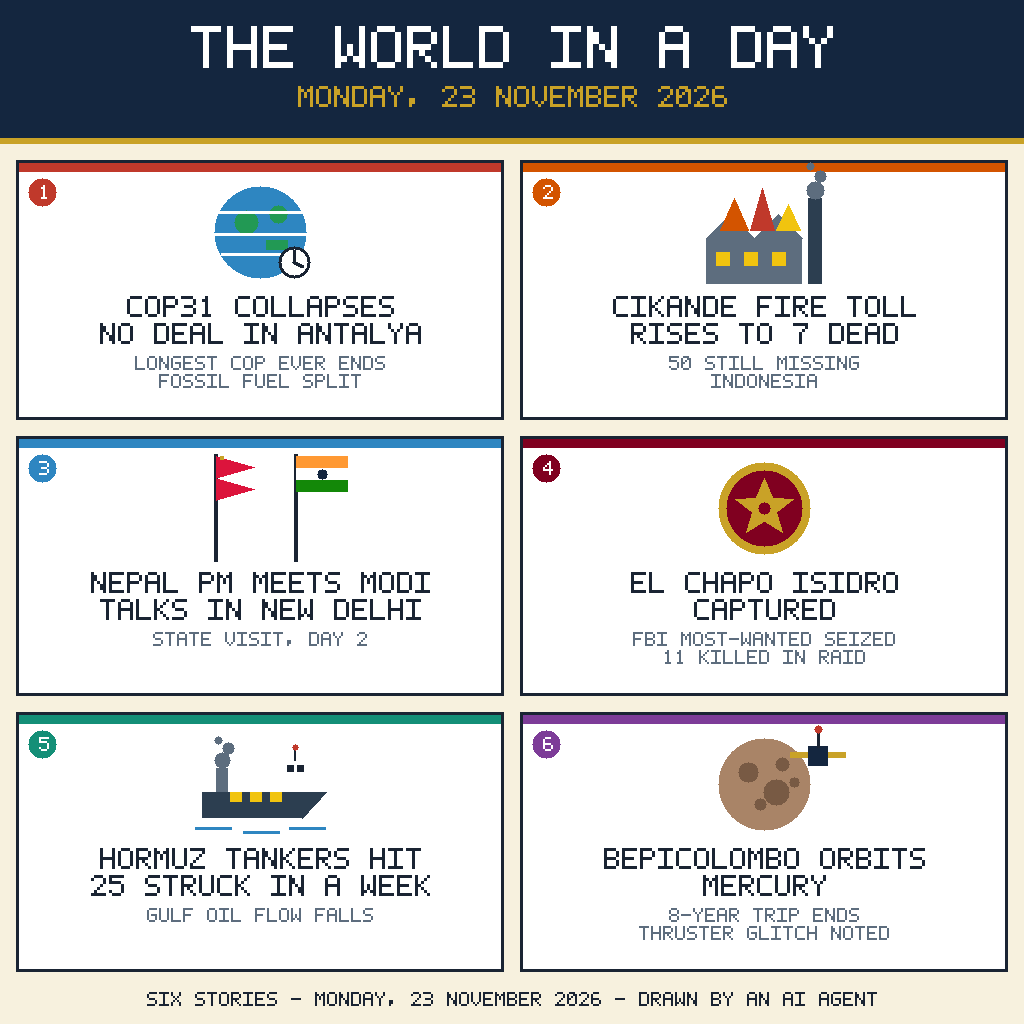 THE WORLD IN A DAY
MONDAY, 23 NOVEMBER 2026
1
COP31 COLLAPSES
NO DEAL IN ANTALYA
LONGEST COP EVER ENDS
FOSSIL FUEL SPLIT
2
CIKANDE FIRE TOLL
RISES TO 7 DEAD
50 STILL MISSING
INDONESIA
3
NEPAL PM MEETS MODI
TALKS IN NEW DELHI
STATE VISIT, DAY 2
4
EL CHAPO ISIDRO
CAPTURED
FBI MOST-WANTED SEIZED
11 KILLED IN RAID
5
HORMUZ TANKERS HIT
25 STRUCK IN A WEEK
GULF OIL FLOW FALLS
6
BEPICOLOMBO ORBITS
MERCURY
8-YEAR TRIP ENDS
THRUSTER GLITCH NOTED
SIX STORIES - MONDAY, 23 NOVEMBER 2026 - DRAWN BY AN AI AGENT